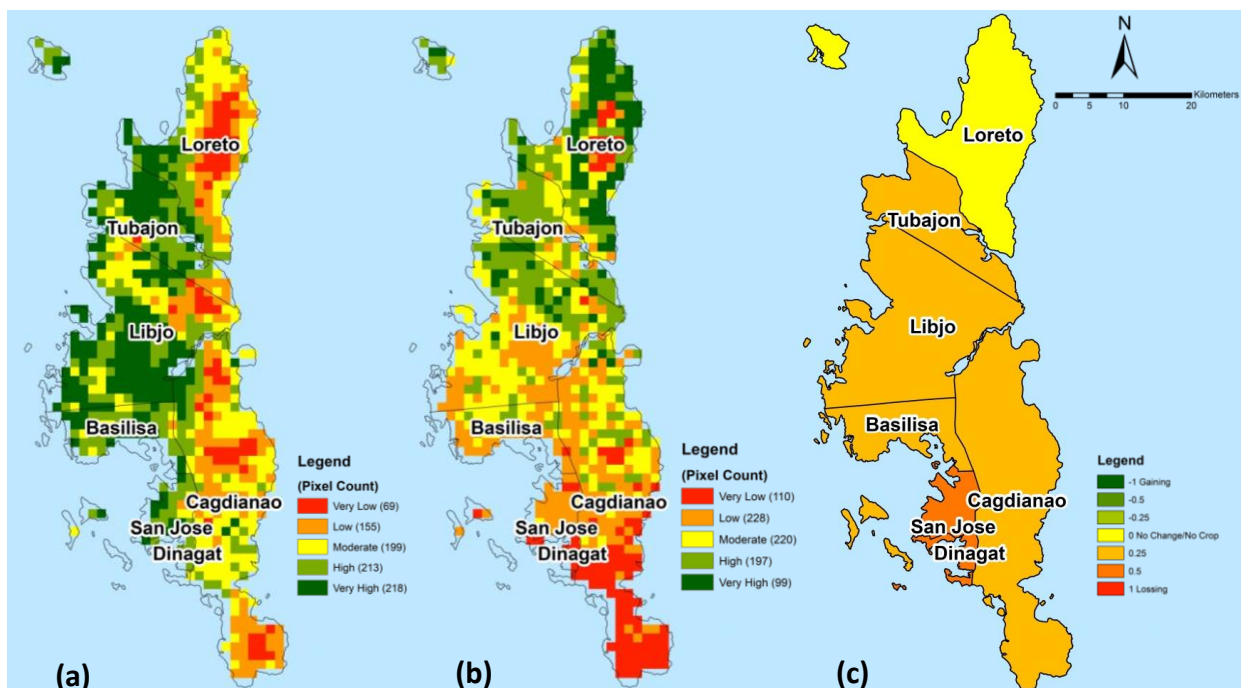 Loreto
Tubajon
Libjo
Basilisa
Cagdianao
San Jose
Dinagat
Legend
(Pixel Count)
Very Low (69)
Low (155)
Moderate (199)
High (213)
Very High (218)
(a)
Loreto
Tubajon
Libjo
Basilisa
Cagdianao
San Jose
Dinagat
Legend
(Pixel Count)
Very Low (110)
Low (228)
Moderate (220)
High (197)
Very High (99)
(b)
N
Kilometers
0 5 10 20
Loreto
Tubajon
Libjo
Basilisa
Cagdianao
San Jose
Dinagat
Legend
-1 Gaining
-0.5
-0.25
0 No Change/No Crop
0.25
0.5
1 Lossing
(c)